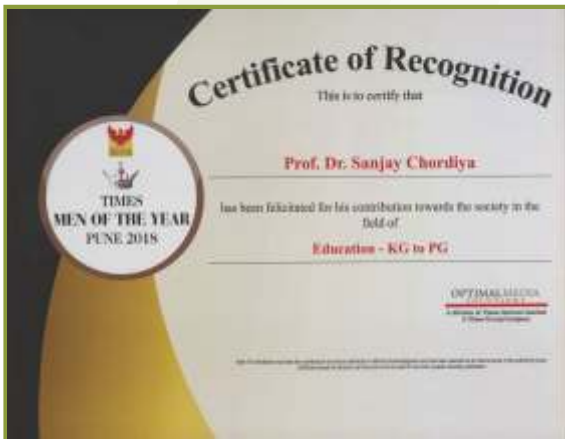 Certificate of Recognition
This is to certify that
Prof. Dr. Sanjay Chordiya
has been felicitated for his contribution towards the society in the
field of
Education - KG to PG
TIMES
MEN OF THE YEAR
PUNE 2018
OPTIMAL MEDIA
SOLUTIONS